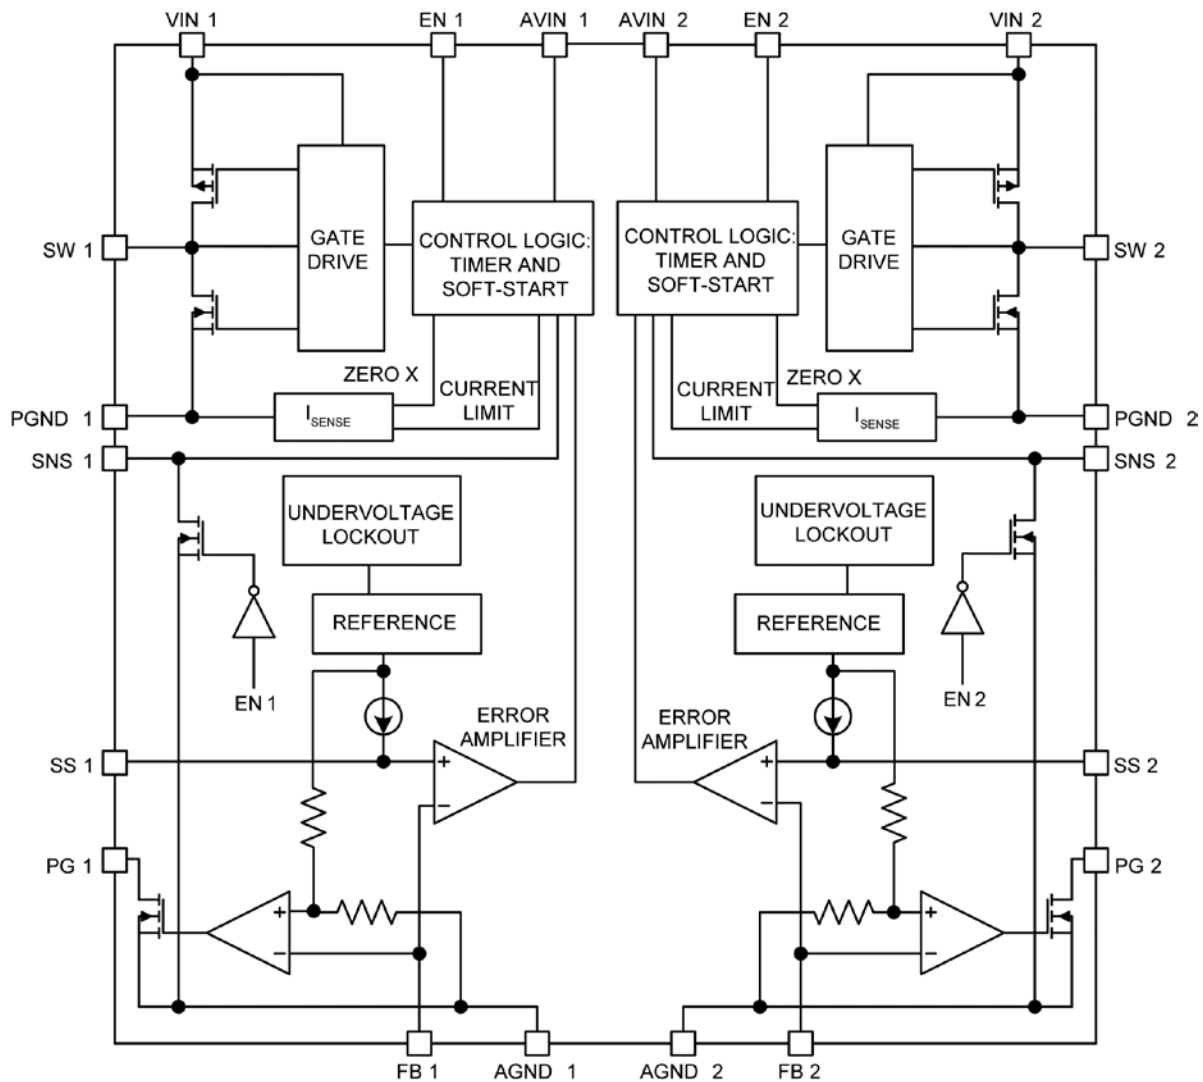 VIN 1 EN 1 AVIN 1 AVIN 2 EN 2 VIN 2
GATE
DRIVE
CONTROL LOGIC:
TIMER AND
SOFT-START
CONTROL LOGIC:
TIMER AND
SOFT-START
GATE
DRIVE
SW 1
SW 2
ZERO X
CURRENT
LIMIT
CURRENT
LIMIT
ZERO X
PGND 1
ISENSE
ISENSE
PGND 2
SNS 1
SNS 2
UNDERVOLTAGE
LOCKOUT
UNDERVOLTAGE
LOCKOUT
REFERENCE
REFERENCE
EN 1
EN 2
ERROR
AMPLIFIER
ERROR
AMPLIFIER
SS 1
+
−
+
−
SS 2
PG 1
PG 2
+
−
+
−
FB 1 AGND 1 AGND 2 FB 2